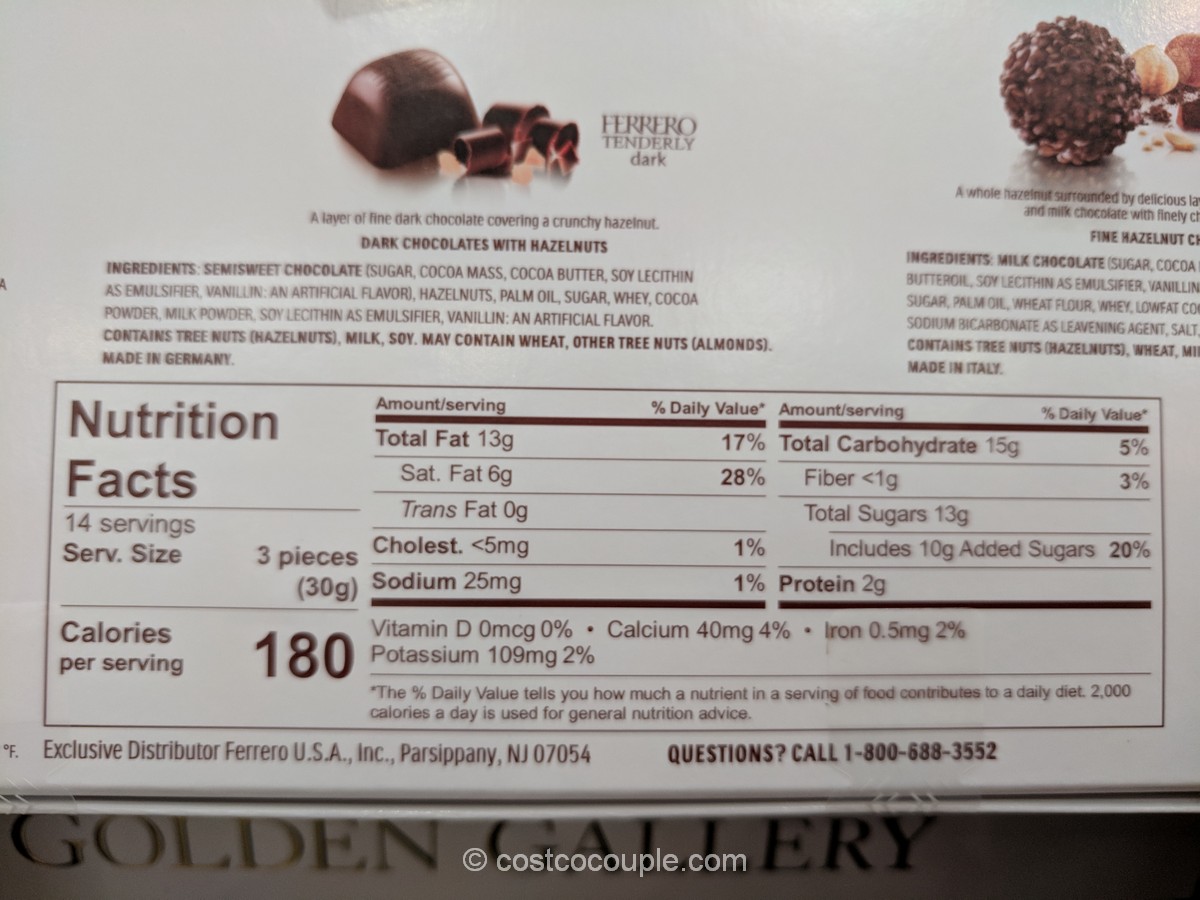 FERRERO
TENDERLY
dark
A layer of fine dark chocolate covering a crunchy hazelnut.
DARK CHOCOLATES WITH HAZELNUTS
INGREDIENTS: SEMISWEET CHOCOLATE (SUGAR, COCOA MASS, COCOA BUTTER, SOY LECITHIN
AS EMULSIFIER, VANILLIN: AN ARTIFICIAL FLAVOR), HAZELNUTS, PALM OIL, SUGAR, WHEY, COCOA
POWDER, MILK POWDER, SOY LECITHIN AS EMULSIFIER, VANILLIN: AN ARTIFICIAL FLAVOR.
CONTAINS TREE NUTS (HAZELNUTS), MILK, SOY. MAY CONTAIN WHEAT, OTHER TREE NUTS (ALMONDS).
MADE IN GERMANY.
A whole hazelnut surrounded by delicious
and milk chocolate with finely
FINE HAZELNUT
INGREDIENTS: MILK CHOCOLATE (SUGAR, COCOA
BUTTEROIL, SOY LECITHIN AS EMULSIFIER, VANILLIN
SUGAR, PALM OIL, WHEAT FLOUR, WHEY, LOWFAT
SODIUM BICARBONATE AS LEAVENING AGENT, SALT,
CONTAINS TREE NUTS (HAZELNUTS), WHEAT,
MADE IN ITALY.
Nutrition
Facts
14 servings
Serv. Size 3 pieces
(30g)
Calories
per serving 180
Amount/serving % Daily Value*
Total Fat 13g 17%
Sat. Fat 6g 28%
Trans Fat 0g
Cholest. <5mg 1%
Sodium 25mg 1%
Amount/serving % Daily Value*
Total Carbohydrate 15g 5%
Fiber <1g 3%
Total Sugars 13g
Includes 10g Added Sugars 20%
Protein 2g
Vitamin D 0mcg 0% • Calcium 40mg 4% • Iron 0.5mg 2%
Potassium 109mg 2%
*The % Daily Value tells you how much a nutrient in a serving of food contributes to a daily diet. 2,000
calories a day is used for general nutrition advice.
°F. Exclusive Distributor Ferrero U.S.A., Inc., Parsippany, NJ 07054 QUESTIONS? CALL 1-800-688-3552
GOLDEN GALLERY
© costcocouple.com